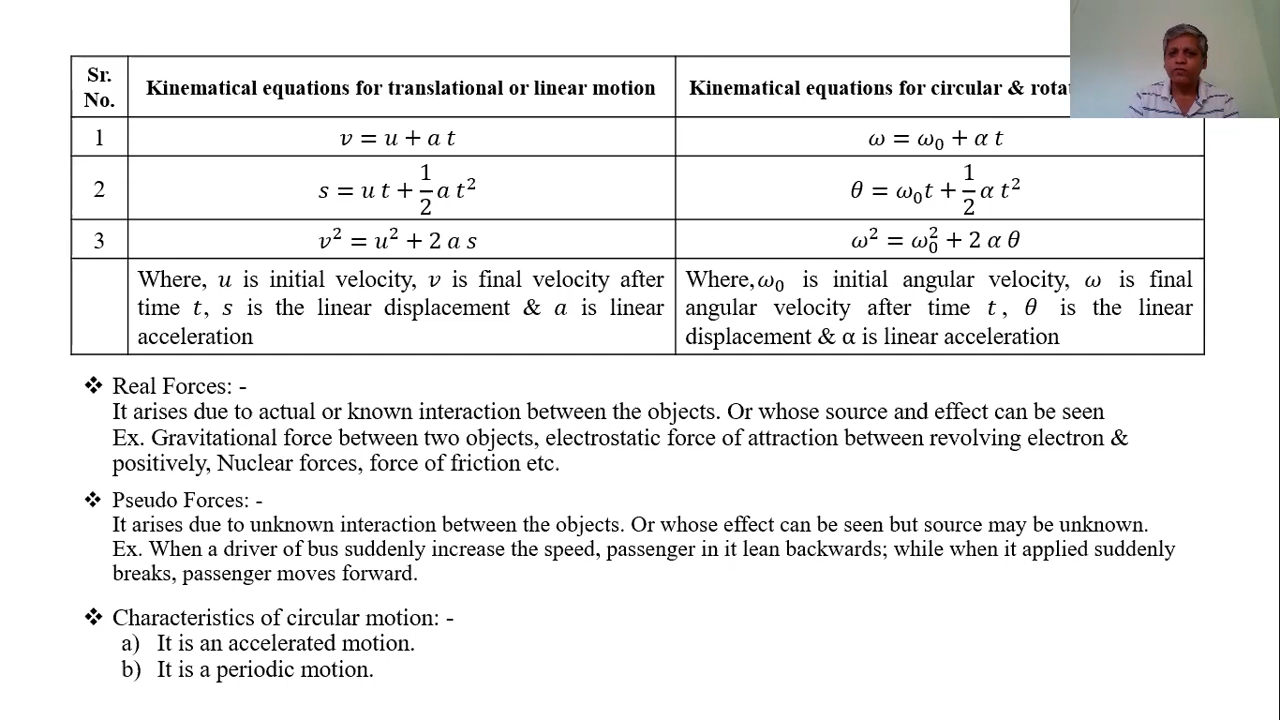 Sr. No.
Kinematical equations for translational or linear motion
Kinematical equations for circular &
1
v = u + a t
ω = ω₀ + α t
2
s = u t + 1/2 a t²
θ = ω₀t + 1/2 α t²
3
v² = u² + 2 a s
ω² = ω₀² + 2 α θ
Where, u is initial velocity, v is final velocity after
time t, s is the linear displacement & a is linear
acceleration
Where, ω₀ is initial angular velocity, ω is final
angular velocity after time t, θ is the linear
displacement & α is linear acceleration
❖ Real Forces: -
It arises due to actual or known interaction between the objects. Or whose source and effect can be seen
Ex. Gravitational force between two objects, electrostatic force of attraction between revolving electron &
positively, Nuclear forces, force of friction etc.
❖ Pseudo Forces: -
It arises due to unknown interaction between the objects. Or whose effect can be seen but source may be unknown.
Ex. When a driver of bus suddenly increase the speed, passenger in it lean backwards; while when it applied suddenly
breaks, passenger moves forward.
❖ Characteristics of circular motion: -
a) It is an accelerated motion.
b) It is a periodic motion.